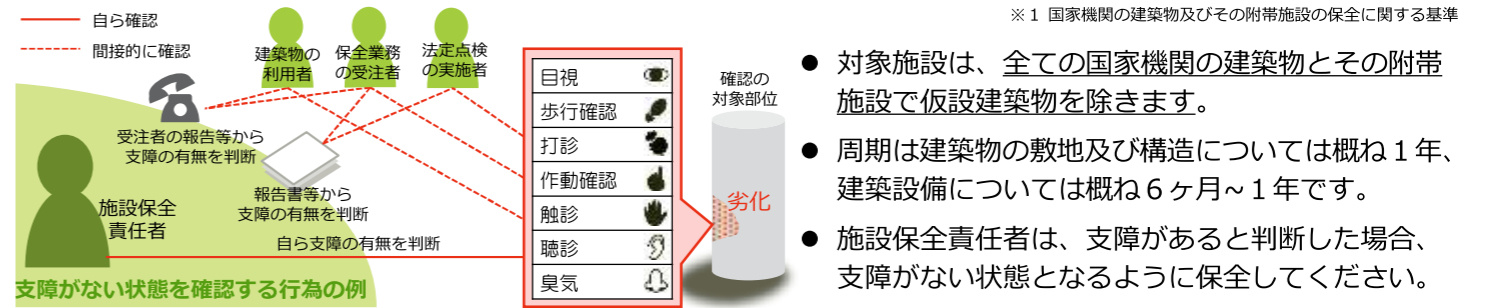 自ら確認
間接的に確認
建築物の
利用者
保全業務
の受注者
法定点検
の実施者
受注者の報告等から
支障の有無を判断
報告書等から
支障の有無を判断
施設保全
責任者
自ら支障の有無を判断
支障がない状態を確認する行為の例
目視
歩行確認
打診
作動確認
触診
聴診
臭気
確認の
対象部位
劣化
※１ 国家機関の建築物及びその附帯施設の保全に関する基準
● 対象施設は、全ての国家機関の建築物とその附帯
施設で仮設建築物を除きます。
● 周期は建築物の敷地及び構造については概ね１年、
建築設備については概ね６ヶ月~１年です。
● 施設保全責任者は、支障があると判断した場合、
支障がない状態となるように保全してください。